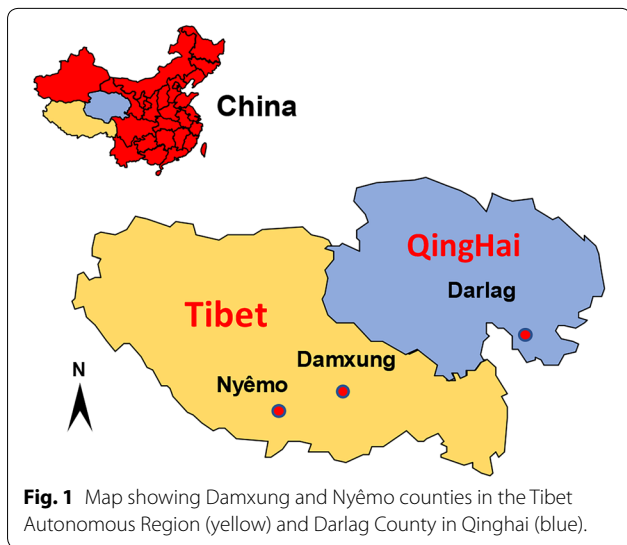 China
QingHai
Darlag
Tibet
Damxung
Nyêmo
N
Fig. 1 Map showing Damxung and Nyêmo counties in the Tibet
Autonomous Region (yellow) and Darlag County in Qinghai (blue).